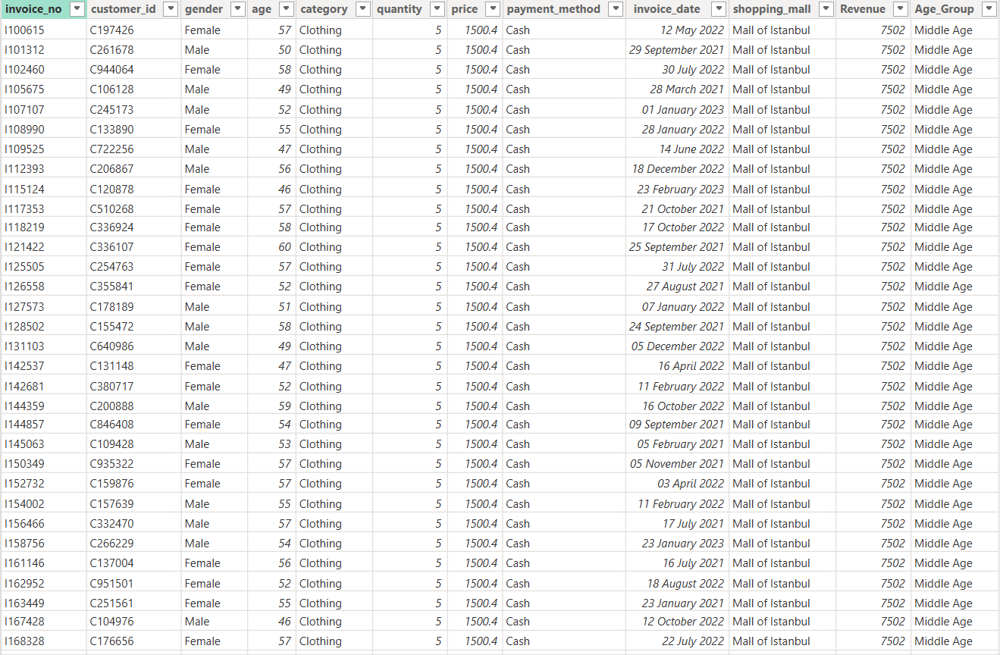 invoice_no customer_id gender age category quantity price payment_method invoice_date shopping_mall Revenue Age_Group
I100615 C197426 Female 57 Clothing 5 1500.4 Cash 12 May 2022 Mall of Istanbul 7502 Middle Age
I101312 C261678 Male 50 Clothing 5 1500.4 Cash 29 September 2021 Mall of Istanbul 7502 Middle Age
I102460 C944064 Female 58 Clothing 5 1500.4 Cash 30 July 2022 Mall of Istanbul 7502 Middle Age
I105675 C106128 Male 49 Clothing 5 1500.4 Cash 28 March 2021 Mall of Istanbul 7502 Middle Age
I107107 C245173 Male 52 Clothing 5 1500.4 Cash 01 January 2023 Mall of Istanbul 7502 Middle Age
I108990 C133890 Female 55 Clothing 5 1500.4 Cash 28 January 2022 Mall of Istanbul 7502 Middle Age
I109525 C722256 Male 47 Clothing 5 1500.4 Cash 14 June 2022 Mall of Istanbul 7502 Middle Age
I112393 C206867 Male 56 Clothing 5 1500.4 Cash 18 December 2022 Mall of Istanbul 7502 Middle Age
I115124 C120878 Female 46 Clothing 5 1500.4 Cash 23 February 2023 Mall of Istanbul 7502 Middle Age
I117353 C510268 Female 57 Clothing 5 1500.4 Cash 21 October 2021 Mall of Istanbul 7502 Middle Age
I118219 C336924 Female 58 Clothing 5 1500.4 Cash 17 October 2022 Mall of Istanbul 7502 Middle Age
I121422 C336107 Female 60 Clothing 5 1500.4 Cash 25 September 2021 Mall of Istanbul 7502 Middle Age
I125505 C254763 Female 57 Clothing 5 1500.4 Cash 31 July 2022 Mall of Istanbul 7502 Middle Age
I126558 C355841 Female 52 Clothing 5 1500.4 Cash 27 August 2021 Mall of Istanbul 7502 Middle Age
I127573 C178189 Male 51 Clothing 5 1500.4 Cash 07 January 2022 Mall of Istanbul 7502 Middle Age
I128502 C155472 Male 58 Clothing 5 1500.4 Cash 24 September 2021 Mall of Istanbul 7502 Middle Age
I131103 C640986 Male 49 Clothing 5 1500.4 Cash 05 December 2022 Mall of Istanbul 7502 Middle Age
I142537 C131148 Female 47 Clothing 5 1500.4 Cash 16 April 2022 Mall of Istanbul 7502 Middle Age
I142681 C380717 Female 52 Clothing 5 1500.4 Cash 11 February 2022 Mall of Istanbul 7502 Middle Age
I144359 C200888 Male 59 Clothing 5 1500.4 Cash 16 October 2022 Mall of Istanbul 7502 Middle Age
I144857 C846408 Female 54 Clothing 5 1500.4 Cash 09 September 2021 Mall of Istanbul 7502 Middle Age
I145063 C109428 Male 53 Clothing 5 1500.4 Cash 05 February 2021 Mall of Istanbul 7502 Middle Age
I150349 C935322 Female 57 Clothing 5 1500.4 Cash 05 November 2021 Mall of Istanbul 7502 Middle Age
I152732 C159876 Female 57 Clothing 5 1500.4 Cash 03 April 2022 Mall of Istanbul 7502 Middle Age
I154002 C157639 Male 55 Clothing 5 1500.4 Cash 11 February 2022 Mall of Istanbul 7502 Middle Age
I156466 C332470 Male 57 Clothing 5 1500.4 Cash 17 July 2021 Mall of Istanbul 7502 Middle Age
I158756 C266229 Male 54 Clothing 5 1500.4 Cash 23 January 2023 Mall of Istanbul 7502 Middle Age
I161146 C137004 Female 56 Clothing 5 1500.4 Cash 16 July 2021 Mall of Istanbul 7502 Middle Age
I162952 C951501 Female 52 Clothing 5 1500.4 Cash 18 August 2022 Mall of Istanbul 7502 Middle Age
I163449 C251561 Female 55 Clothing 5 1500.4 Cash 23 January 2021 Mall of Istanbul 7502 Middle Age
I167428 C104976 Male 46 Clothing 5 1500.4 Cash 12 October 2022 Mall of Istanbul 7502 Middle Age
I168328 C176656 Female 57 Clothing 5 1500.4 Cash 22 July 2022 Mall of Istanbul 7502 Middle Age